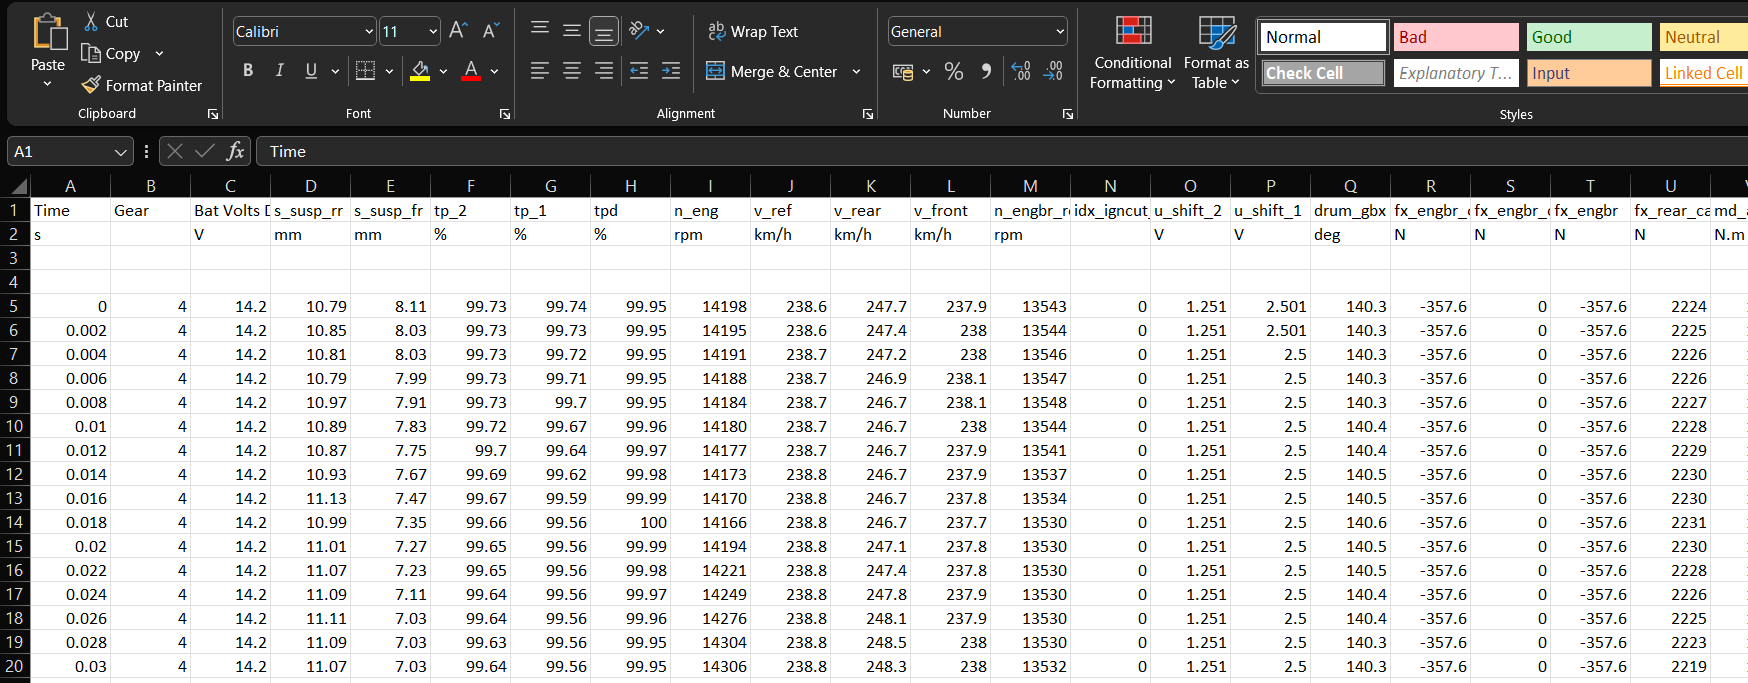 Paste
Cut
Copy
Format Painter
Clipboard
Calibri 11 A A
B I U A
Font
ab Wrap Text
Merge & Center
Alignment
General
% 9 .00 .00
Number
Conditional Formatting
Format as Table
Normal Bad Good Neutral
Check Cell Explanatory T... Input Linked Cell
Styles
A1 fx Time
A B C D E F G H I J K L M N O P Q R S T U
1 Time Gear Bat Volts D s_susp_rr s_susp_fr tp_2 tp_1 tpd n_eng v_ref v_rear v_front n_engbr_re idx_igncut_ u_shift_2 u_shift_1 drum_gbx fx_engbr_c fx_engbr_c fx_engbr fx_rear_ca md_
2 s V mm mm % % % rpm km/h km/h km/h rpm V V deg N N N N N.m
3
4
5 0 4 14.2 10.79 8.11 99.73 99.74 99.95 14198 238.6 247.7 237.9 13543 0 1.251 2.501 140.3 -357.6 0 -357.6 2224
6 0.002 4 14.2 10.85 8.03 99.73 99.73 99.95 14195 238.6 247.4 238 13544 0 1.251 2.501 140.3 -357.6 0 -357.6 2225
7 0.004 4 14.2 10.81 8.03 99.73 99.72 99.95 14191 238.7 247.2 238 13546 0 1.251 2.5 140.3 -357.6 0 -357.6 2226
8 0.006 4 14.2 10.79 7.99 99.73 99.71 99.95 14188 238.7 246.9 238.1 13547 0 1.251 2.5 140.3 -357.6 0 -357.6 2226
9 0.008 4 14.2 10.97 7.91 99.73 99.7 99.95 14184 238.7 246.7 238.1 13548 0 1.251 2.5 140.3 -357.6 0 -357.6 2227
10 0.01 4 14.2 10.89 7.83 99.72 99.67 99.96 14180 238.7 246.7 238 13544 0 1.251 2.5 140.4 -357.6 0 -357.6 2228
11 0.012 4 14.2 10.87 7.75 99.7 99.64 99.97 14177 238.7 246.7 237.9 13541 0 1.251 2.5 140.4 -357.6 0 -357.6 2229
12 0.014 4 14.2 10.93 7.67 99.69 99.62 99.98 14173 238.8 246.7 237.9 13537 0 1.251 2.5 140.5 -357.6 0 -357.6 2230
13 0.016 4 14.2 11.13 7.47 99.67 99.59 99.99 14170 238.8 246.7 237.8 13534 0 1.251 2.5 140.5 -357.6 0 -357.6 2230
14 0.018 4 14.2 10.99 7.35 99.66 99.56 100 14166 238.8 246.7 237.7 13530 0 1.251 2.5 140.6 -357.6 0 -357.6 2231
15 0.02 4 14.2 11.01 7.27 99.65 99.56 99.99 14194 238.8 247.1 237.8 13530 0 1.251 2.5 140.5 -357.6 0 -357.6 2230
16 0.022 4 14.2 11.07 7.23 99.65 99.56 99.98 14221 238.8 247.4 237.8 13530 0 1.251 2.5 140.5 -357.6 0 -357.6 2228
17 0.024 4 14.2 11.09 7.11 99.64 99.56 99.97 14249 238.8 247.8 237.9 13530 0 1.251 2.5 140.4 -357.6 0 -357.6 2226
18 0.026 4 14.2 11.11 7.03 99.64 99.56 99.96 14276 238.8 248.1 237.9 13530 0 1.251 2.5 140.4 -357.6 0 -357.6 2225
19 0.028 4 14.2 11.09 7.03 99.63 99.56 99.95 14304 238.8 248.5 238 13530 0 1.251 2.5 140.3 -357.6 0 -357.6 2223
20 0.03 4 14.2 11.07 7.03 99.64 99.56 99.95 14306 238.8 248.3 238 13532 0 1.251 2.5 140.3 -357.6 0 -357.6 2219